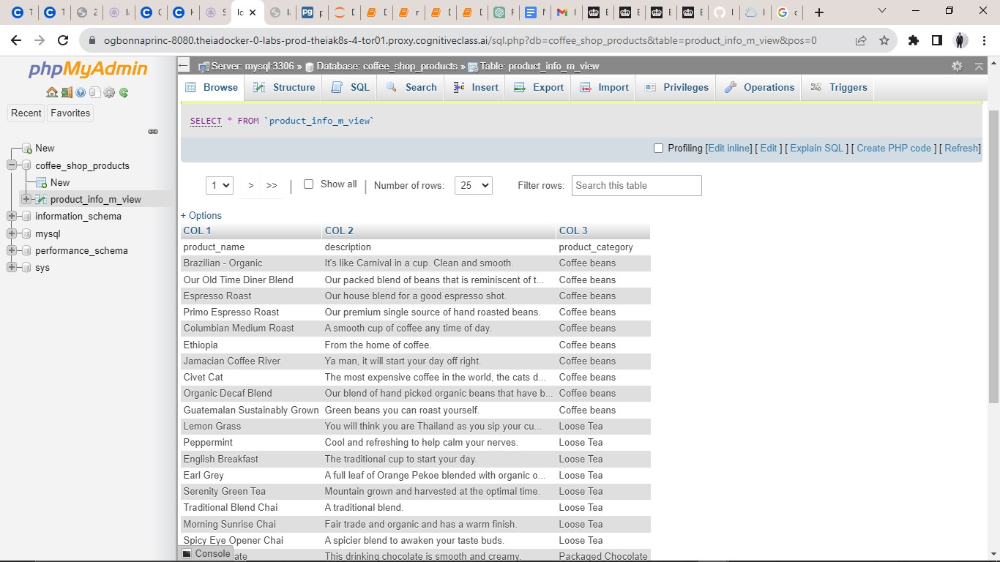 ogbonnaprinc-8080.theiadocker-0-labs-prod-theiak8s-4-tor01.proxy.cognitiveclass.ai/sql.php?db=coffee_shop_products&table=product_info_m_view&pos=0
phpMyAdmin
Recent Favorites
New
coffee_shop_products
New
product_info_m_view
information_schema
mysql
performance_schema
sys
Server: mysql:3306 » Database: coffee_shop_products » Table: product_info_m_view
Browse Structure SQL Search Insert Export Import Privileges Operations Triggers
SELECT * FROM `product_info_m_view`
Profiling [Edit inline] [ Edit ] [ Explain SQL ] [ Create PHP code ] [ Refresh]
1 > >> | Show all | Number of rows: 25 Filter rows: Search this table
+ Options
COL 1 COL 2 COL 3
product_name description product_category
Brazilian - Organic It's like Carnival in a cup. Clean and smooth. Coffee beans
Our Old Time Diner Blend Our packed blend of beans that is reminiscent of t... Coffee beans
Espresso Roast Our house blend for a good espresso shot. Coffee beans
Primo Espresso Roast Our premium single source of hand roasted beans. Coffee beans
Columbian Medium Roast A smooth cup of coffee any time of day. Coffee beans
Ethiopia From the home of coffee. Coffee beans
Jamacian Coffee River Ya man, it will start your day off right. Coffee beans
Civet Cat The most expensive coffee in the world, the cats d... Coffee beans
Organic Decaf Blend Our blend of hand picked organic beans that have b... Coffee beans
Guatemalan Sustainably Grown Green beans you can roast yourself. Coffee beans
Lemon Grass You will think you are Thailand as you sip your cu... Loose Tea
Peppermint Cool and refreshing to help calm your nerves. Loose Tea
English Breakfast The traditional cup to start your day. Loose Tea
Earl Grey A full leaf of Orange Pekoe blended with organic o... Loose Tea
Serenity Green Tea Mountain grown and harvested at the optimal time. Loose Tea
Traditional Blend Chai A traditional blend. Loose Tea
Morning Sunrise Chai Fair trade and organic and has a warm finish. Loose Tea
Spicy Eye Opener Chai A spicier blend to awaken your taste buds. Loose Tea
ate This drinking chocolate is smooth and creamy. Packaged Chocolate
Console